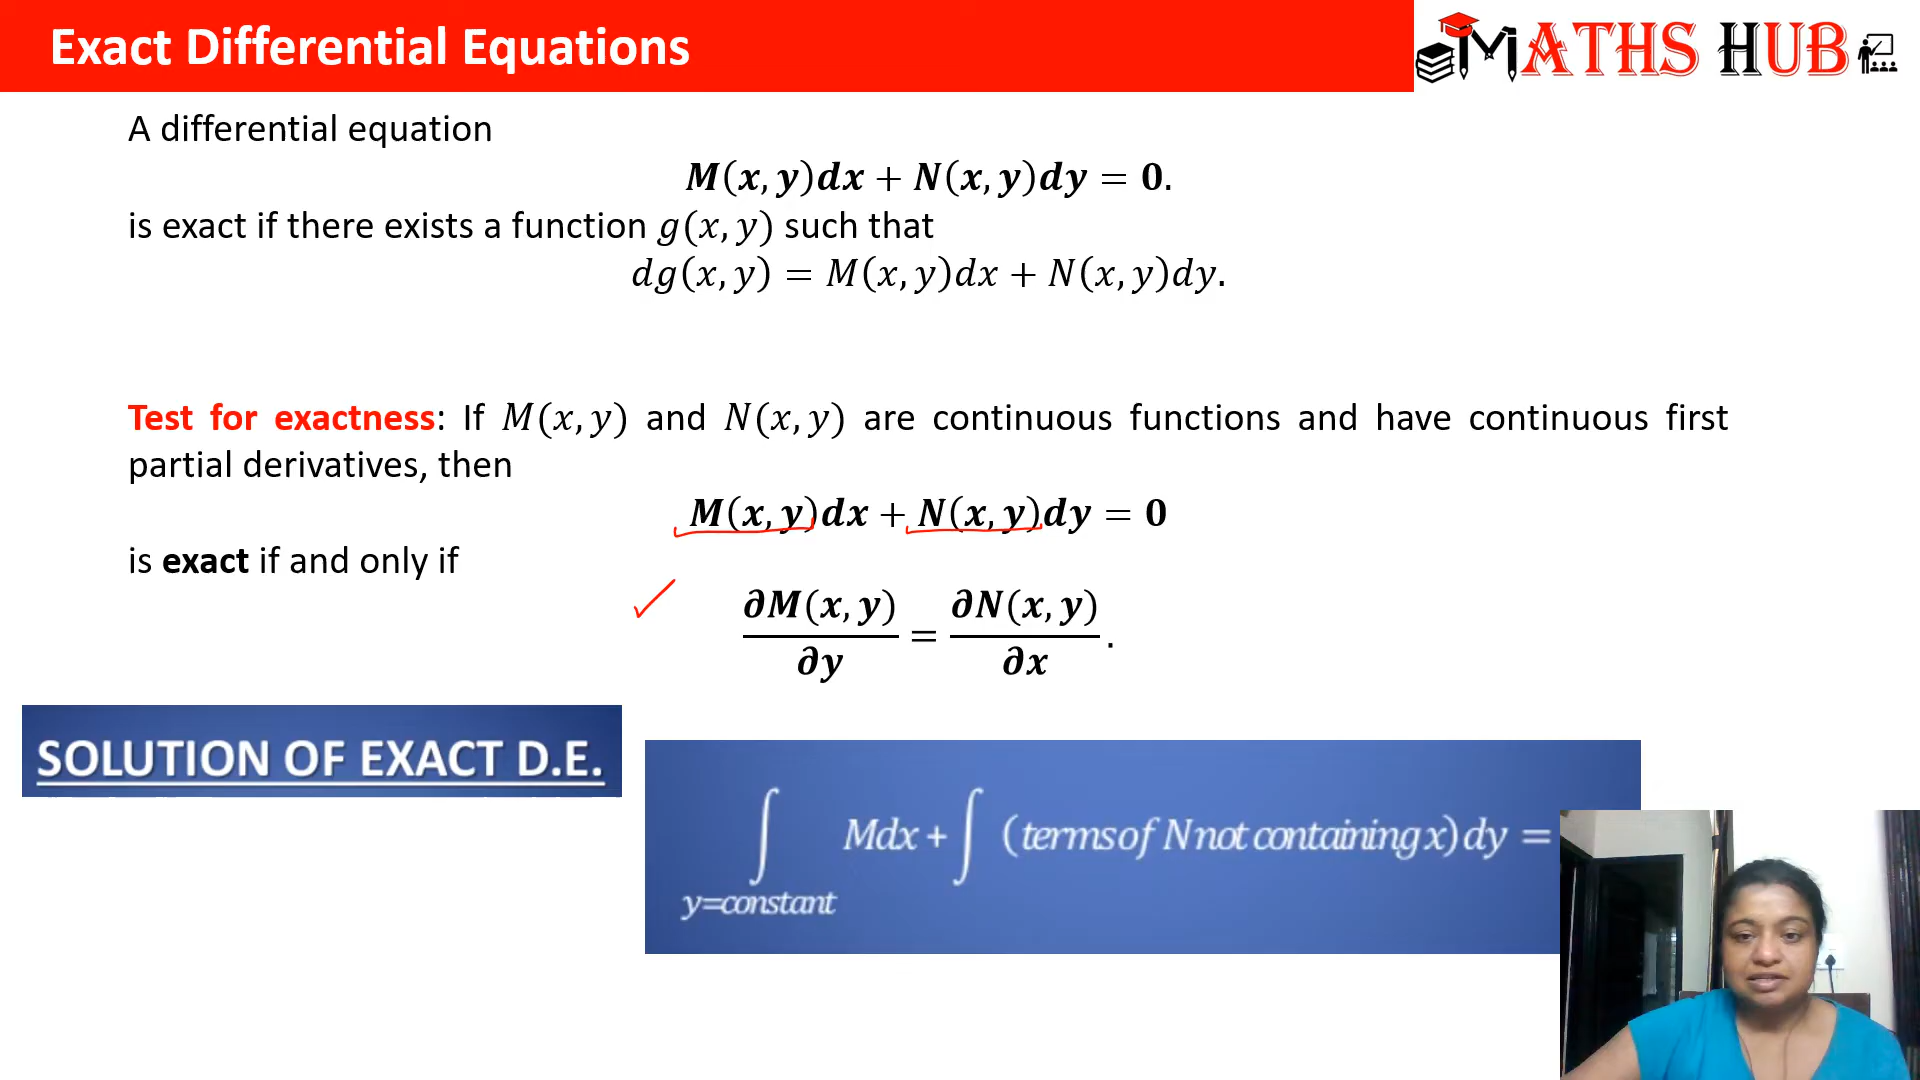 Exact Differential Equations
MATHS HUB
A differential equation
M(x, y)dx + N(x, y)dy = 0.
is exact if there exists a function g(x, y) such that
dg(x, y) = M(x, y)dx + N(x, y)dy.
Test for exactness: If M(x, y) and N(x, y) are continuous functions and have continuous first
partial derivatives, then
M(x, y)dx + N(x, y)dy = 0
is exact if and only if
∂M(x, y)/∂y = ∂N(x, y)/∂x.
SOLUTION OF EXACT D.E.
∫ Mdx + ∫ (terms of N not containing x) dy =
y=constant